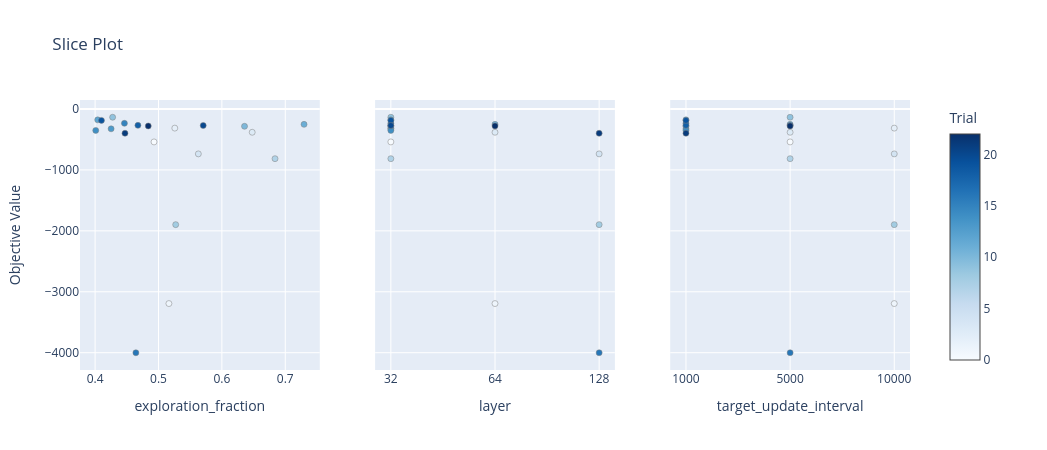 Slice Plot
Objective Value
0
−1000
−2000
−3000
−4000
0.4 0.5 0.6 0.7
exploration_fraction
32 64 128
layer
1000 5000 10000
target_update_interval
Trial
20
15
10
5
0